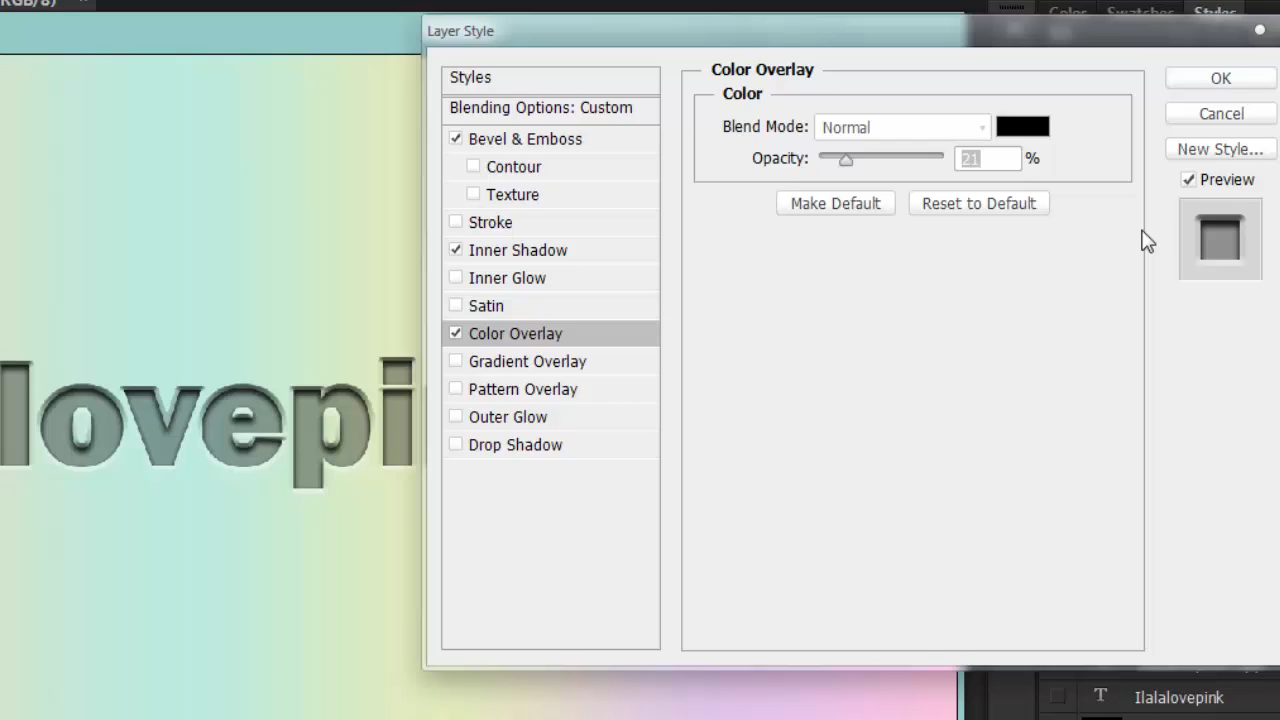 RGB/8)
Color Swatches Styles
Layer Style
Styles
Blending Options: Custom
Bevel & Emboss
Contour
Texture
Stroke
Inner Shadow
Inner Glow
Satin
Color Overlay
Gradient Overlay
Pattern Overlay
Outer Glow
Drop Shadow
Color Overlay
Color
Blend Mode: Normal
Opacity: 21 %
Make Default Reset to Default
OK
Cancel
New Style...
Preview
lovepi
T Ilalalovepink